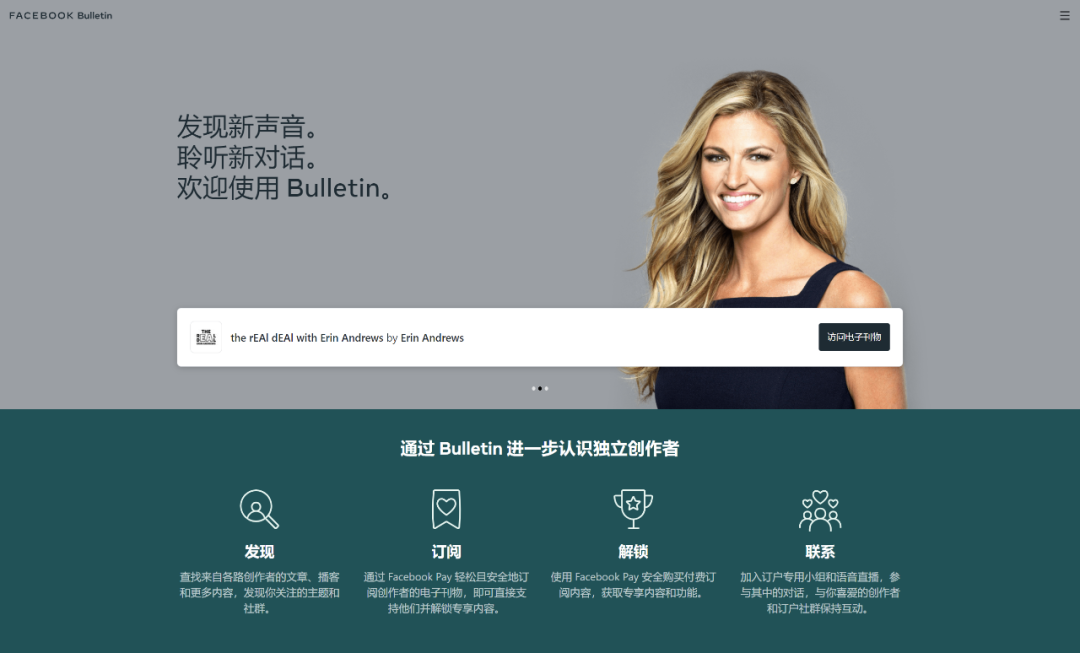 FACEBOOK Bulletin
发现新声音。
聆听新对话。
欢迎使用 Bulletin。
THE
rEAl
dEAl
the rEAl dEAl with Erin Andrews by Erin Andrews
访问电子刊物
通过 Bulletin 进一步认识独立创作者
发现
订阅
解锁
联系
查找来自各路创作者的文章、播客
和更多内容，发现你关注的主题和
社群。
通过 Facebook Pay 轻松且安全地订
阅创作者的电子刊物，即可直接支
持他们并解锁专享内容。
使用 Facebook Pay 安全购买付费订
阅内容，获取专享内容和功能。
加入订户专用小组和语音直播，参
与其中的对话，与你喜爱的创作者
和订户社群保持互动。